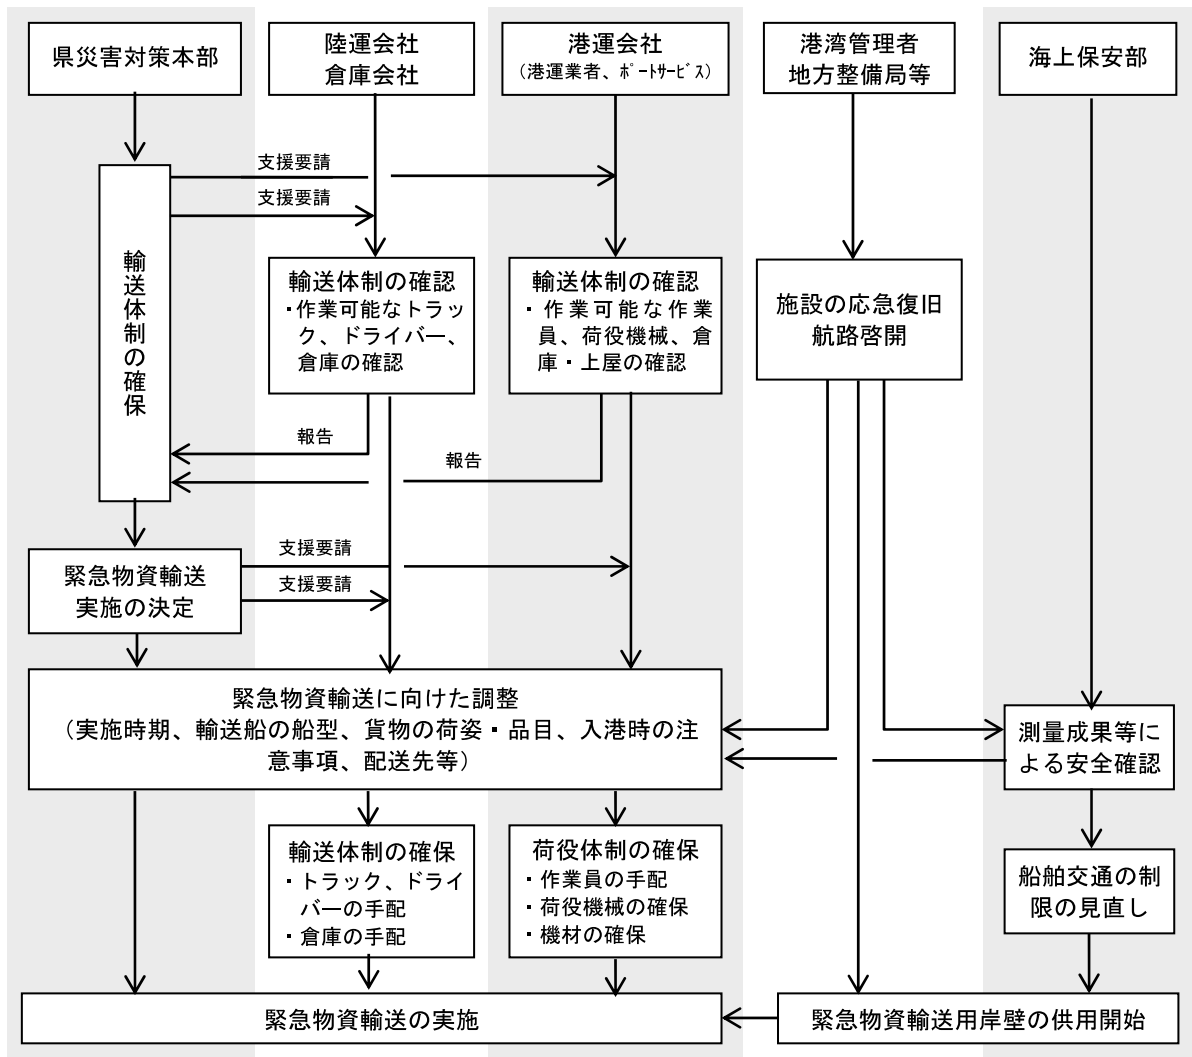 県災害対策本部
陸運会社
倉庫会社
港運会社
（港運業者、ﾎﾟｰﾄｻｰﾋﾞｽ）
港湾管理者
地方整備局等
海上保安部
支援要請
支援要請
輸送体制の確保
輸送体制の確認
・作業可能なトラッ
ク、ドライバー、
倉庫の確認
輸送体制の確認
・作業可能な作業
員、荷役機械、倉
庫・上屋の確認
施設の応急復旧
航路啓開
報告
報告
緊急物資輸送
実施の決定
支援要請
支援要請
緊急物資輸送に向けた調整
（実施時期、輸送船の船型、貨物の荷姿・品目、入港時の注
意事項、配送先等）
測量成果等に
よる安全確認
輸送体制の確保
・トラック、ドライ
バーの手配
・倉庫の手配
荷役体制の確保
・作業員の手配
・荷役機械の確保
・機材の確保
船舶交通の制
限の見直し
緊急物資輸送の実施
緊急物資輸送用岸壁の供用開始